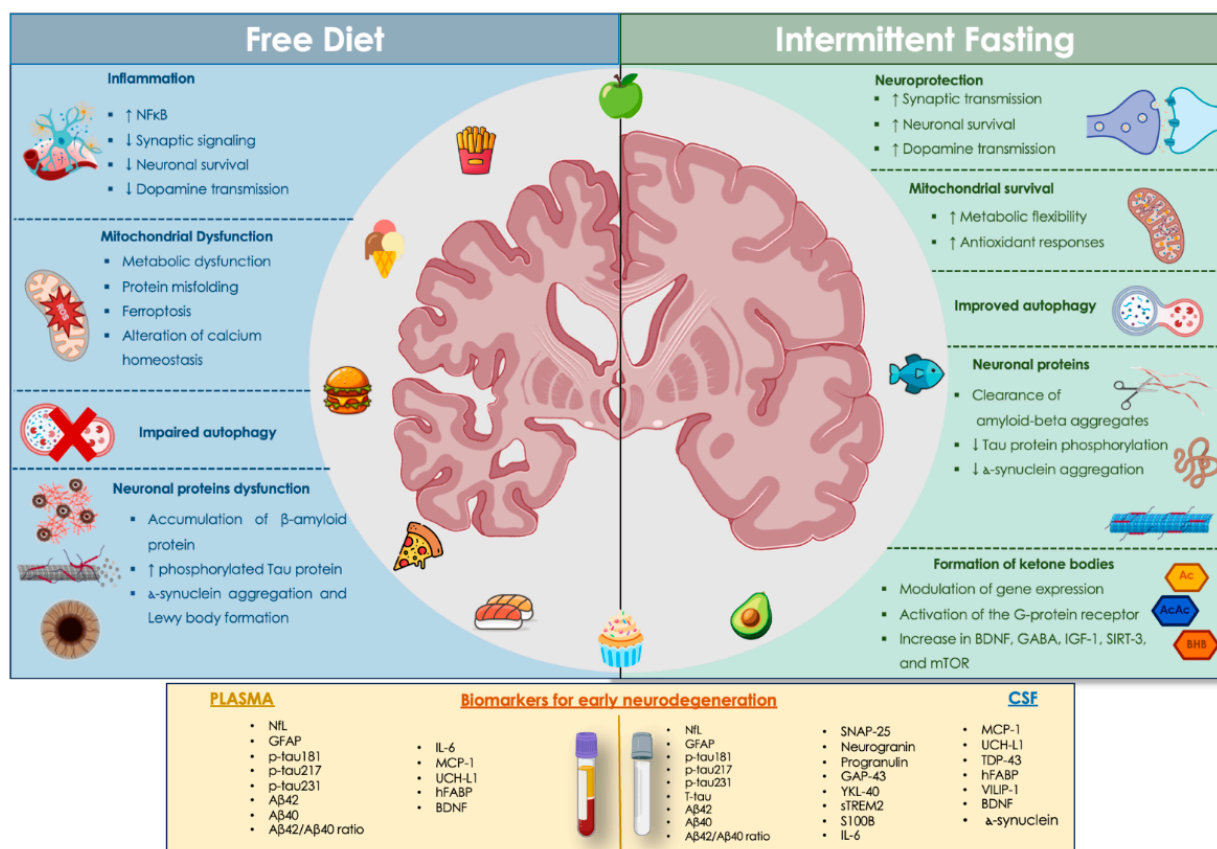 Free Diet
Intermittent Fasting
Inflammation
▪ ↑ NFκB
▪ ↓ Synaptic signaling
▪ ↓ Neuronal survival
▪ ↓ Dopamine transmission
Mitochondrial Dysfunction
▪ Metabolic dysfunction
▪ Protein misfolding
▪ Ferroptosis
▪ Alteration of calcium
homeostasis
ROS
Impaired autophagy
Neuronal proteins dysfunction
▪ Accumulation of β-amyloid
protein
▪ ↑ phosphorylated Tau protein
▪ a-synuclein aggregation and
Lewy body formation
Neuroprotection
▪ ↑ Synaptic transmission
▪ ↑ Neuronal survival
▪ ↑ Dopamine transmission
Mitochondrial survival
▪ ↑ Metabolic flexibility
▪ ↑ Antioxidant responses
Improved autophagy
Neuronal proteins
▪ Clearance of
amyloid-beta aggregates
▪ ↓ Tau protein phosphorylation
▪ ↓ a-synuclein aggregation
Formation of ketone bodies
▪ Modulation of gene expression
▪ Activation of the G-protein receptor
▪ Increase in BDNF, GABA, IGF-1, SIRT-3,
and mTOR
Ac
AcAc
BHB
Biomarkers for early neurodegeneration
PLASMA
• NfL
• GFAP
• p-tau181
• p-tau217
• p-tau231
• Aβ42
• Aβ40
• Aβ42/Aβ40 ratio
• IL-6
• MCP-1
• UCH-L1
• hFABP
• BDNF
CSF
• NfL
• GFAP
• p-tau181
• p-tau217
• p-tau231
• T-tau
• Aβ42
• Aβ40
• Aβ42/Aβ40 ratio
• SNAP-25
• Neurogranin
• Progranulin
• GAP-43
• YKL-40
• sTREM2
• S100B
• IL-6
• MCP-1
• UCH-L1
• TDP-43
• hFABP
• VILIP-1
• BDNF
• a-synuclein